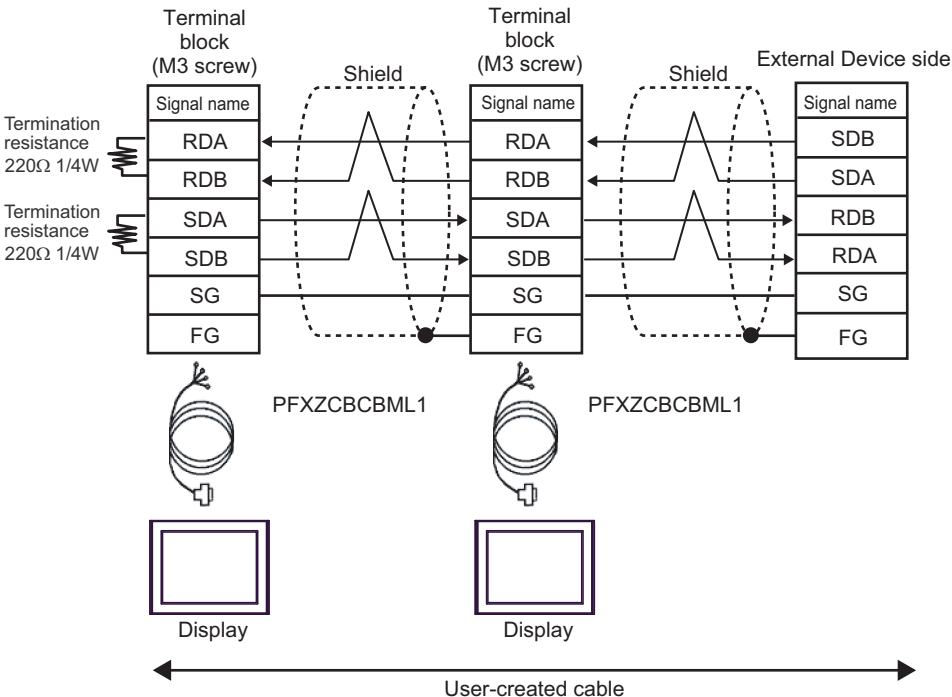 Terminal
block
(M3 screw)
Terminal
block
(M3 screw)
External Device side
Shield
Shield
Termination
resistance
220Ω 1/4W
Termination
resistance
220Ω 1/4W
Signal name
RDA
RDB
SDA
SDB
SG
FG
Signal name
RDA
RDB
SDA
SDB
SG
FG
Signal name
SDB
SDA
RDB
RDA
SG
FG
PFXZCBCBML1
PFXZCBCBML1
Display
Display
User-created cable